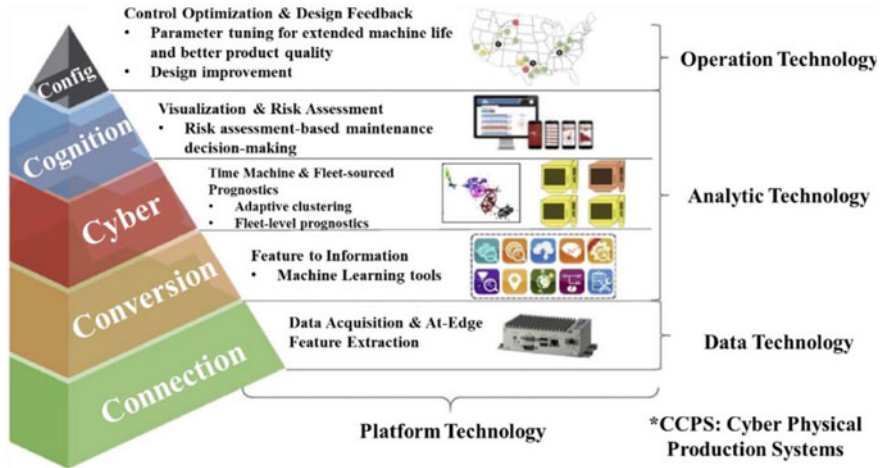 Control Optimization & Design Feedback
• Parameter tuning for extended machine life
and better product quality
• Design improvement
Operation Technology
Config
Visualization & Risk Assessment
• Risk assessment-based maintenance
decision-making
Cognition
Time Machine & Fleet-sourced
Prognostics
• Adaptive clustering
• Fleet-level prognostics
Analytic Technology
Cyber
Feature to Information
• Machine Learning tools
Conversion
Data Acquisition & At-Edge
Feature Extraction
Data Technology
Connection
Platform Technology
*CCPS: Cyber Physical
Production Systems